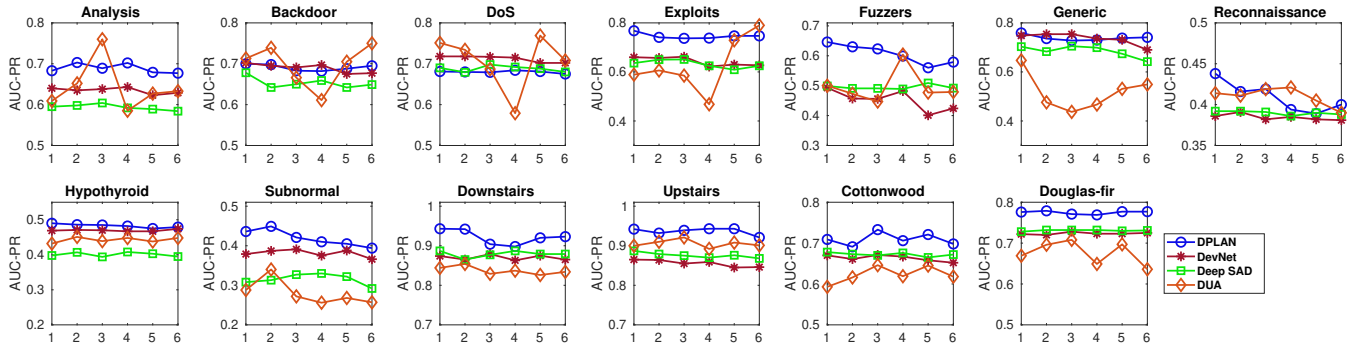 Analysis
AUC-PR
0.8
0.7
0.6
0.5
1 2 3 4 5 6
Backdoor
AUC-PR
0.8
0.7
0.6
0.5
1 2 3 4 5 6
DoS
AUC-PR
0.8
0.7
0.6
0.5
1 2 3 4 5 6
Exploits
AUC-PR
0.8
0.6
0.4
1 2 3 4 5 6
Fuzzers
AUC-PR
0.7
0.6
0.5
0.4
0.3
1 2 3 4 5 6
Generic
AUC-PR
0.8
0.6
0.4
1 2 3 4 5 6
Reconnaissance
AUC-PR
0.5
0.45
0.4
0.35
1 2 3 4 5 6
Hypothyroid
AUC-PR
0.5
0.4
0.3
0.2
1 2 3 4 5 6
Subnormal
AUC-PR
0.5
0.4
0.3
0.2
1 2 3 4 5 6
Downstairs
AUC-PR
1
0.9
0.8
0.7
1 2 3 4 5 6
Upstairs
AUC-PR
1
0.9
0.8
0.7
1 2 3 4 5 6
Cottonwood
AUC-PR
0.8
0.7
0.6
0.5
1 2 3 4 5 6
Douglas-fir
AUC-PR
0.8
0.7
0.6
0.5
1 2 3 4 5 6
DPLAN
DevNet
Deep SAD
DUA